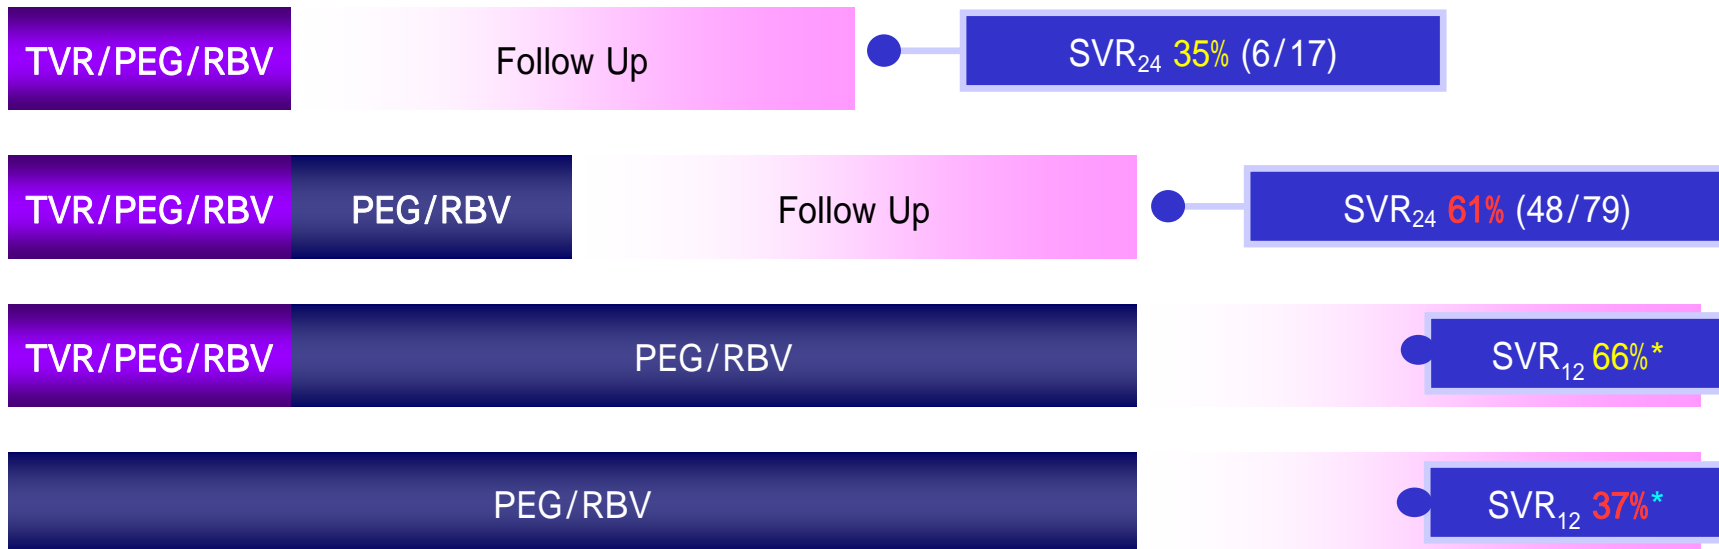 TVR/PEG/RBV Follow Up SVR24 35% (6/17)
TVR/PEG/RBV PEG/RBV Follow Up SVR24 61% (48/79)
TVR/PEG/RBV PEG/RBV SVR12 66%*
PEG/RBV SVR12 37%*